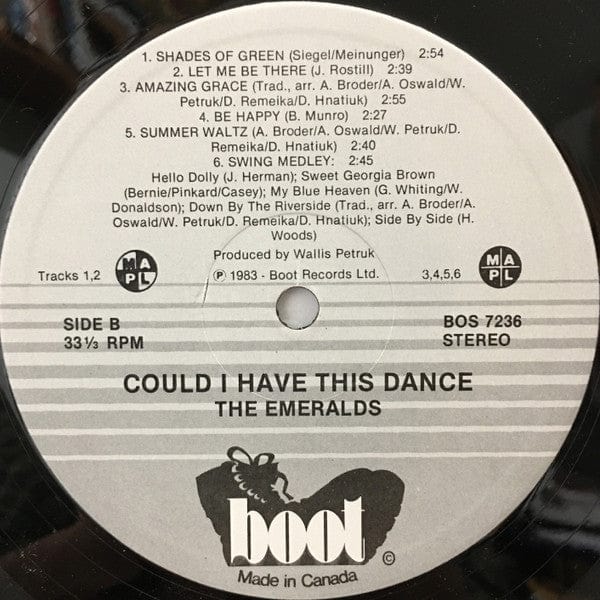 1. SHADES OF GREEN (Siegel/Meinunger) 2:54
2. LET ME BE THERE (J. Rostill) 2:39
3. AMAZING GRACE (Trad., arr. A. Broder/A. Oswald/W.
Petruk/D. Remeika/D. Hnatiuk) 2:55
4. BE HAPPY (B. Munro) 2:27
5. SUMMER WALTZ (A. Broder/A. Oswald/W. Petruk/D.
Remeika/D. Hnatiuk) 2:40
6. SWING MEDLEY: 2:45
Hello Dolly (J. Herman); Sweet Georgia Brown
(Bernie/Pinkard/Casey); My Blue Heaven (G. Whiting/W.
Donaldson); Down By The Riverside (Trad., arr. A. Broder/A.
Oswald/W. Petruk/D. Remeika/D. Hnatiuk); Side By Side (H.
Woods)
Produced by Wallis Petruk
Tracks 1,2 MAPL ℗ 1983 - Boot Records Ltd. 3,4,5,6 MAPL
SIDE B BOS 7236
33⅓ RPM STEREO
COULD I HAVE THIS DANCE
THE EMERALDS
boot ©
Made in Canada